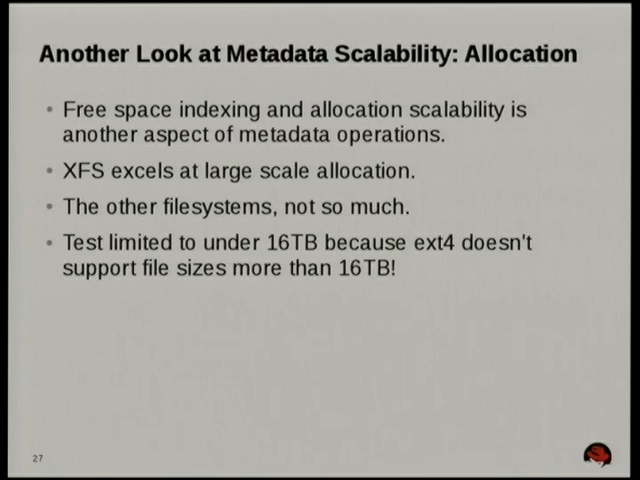 Another Look at Metadata Scalability: Allocation
• Free space indexing and allocation scalability is
another aspect of metadata operations.
• XFS excels at large scale allocation.
• The other filesystems, not so much.
• Test limited to under 16TB because ext4 doesn't
support file sizes more than 16TB!
27